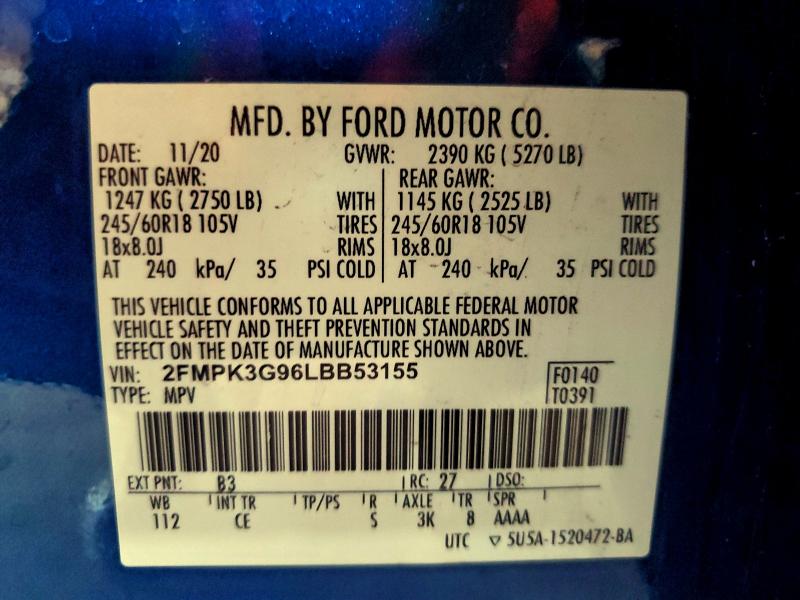 MFD. BY FORD MOTOR CO.
DATE: 11/20 GVWR: 2390 KG ( 5270 LB)
FRONT GAWR: REAR GAWR:
1247 KG ( 2750 LB) WITH 1145 KG ( 2525 LB) WITH
245/60R18 105V TIRES 245/60R18 105V TIRES
18x8.0J RIMS 18x8.0J RIMS
AT 240 kPa/ 35 PSI COLD AT 240 kPa/ 35 PSI COLD
THIS VEHICLE CONFORMS TO ALL APPLICABLE FEDERAL MOTOR
VEHICLE SAFETY AND THEFT PREVENTION STANDARDS IN
EFFECT ON THE DATE OF MANUFACTURE SHOWN ABOVE.
VIN: 2FMPK3G96LBB53155 F0140
TYPE: MPV T0391
EXT PNT: B3 RC: 27 DSO:
WB INT TR TP/PS R AXLE TR SPR
112 CE S 3K 8 AAAA
UTC ▽ 5U5A-1520472-BA